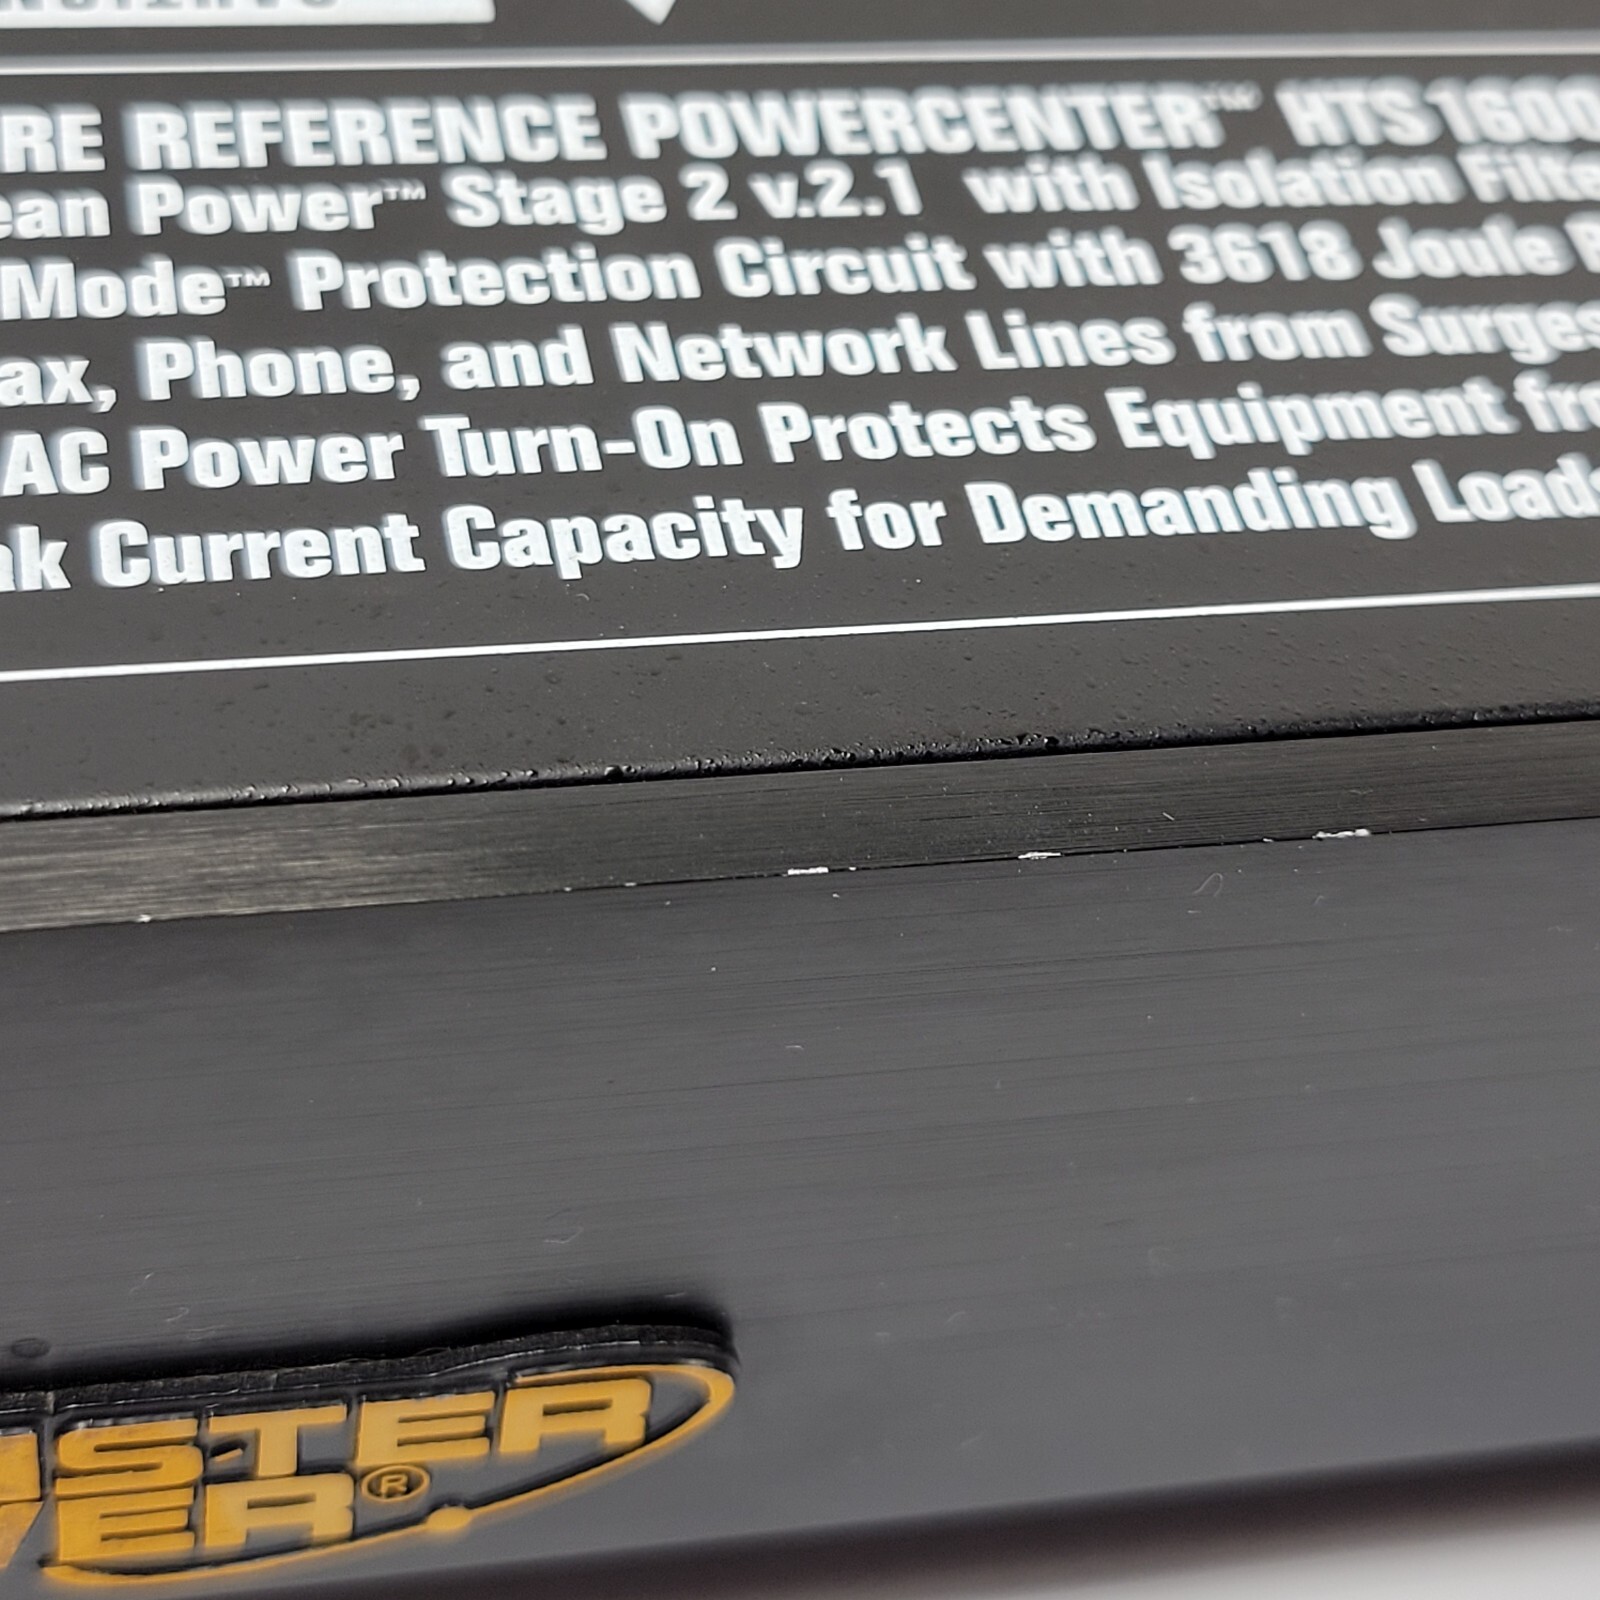 RE REFERENCE POWERCENTER™ HTS 1600
ean Power™ Stage 2 v.2.1 with Isolation Filte
Mode™ Protection Circuit with 3618 Joule
ax, Phone, and Network Lines from Surges
AC Power Turn-On Protects Equipment fro
ak Current Capacity for Demanding Loads
STER
ER®